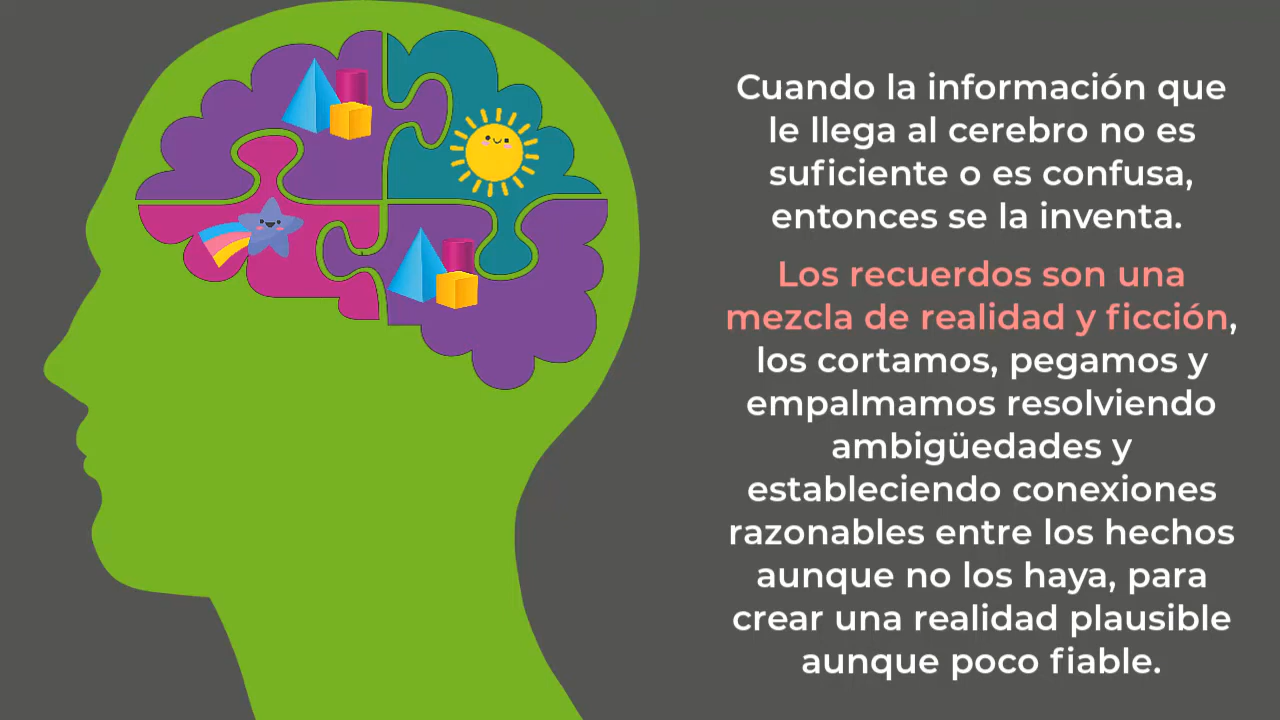 Cuando la información que
le llega al cerebro no es
suficiente o es confusa,
entonces se la inventa.
Los recuerdos son una
mezcla de realidad y ficción,
los cortamos, pegamos y
empalmamos resolviendo
ambigüedades y
estableciendo conexiones
razonables entre los hechos
aunque no los haya, para
crear una realidad plausible
aunque poco fiable.